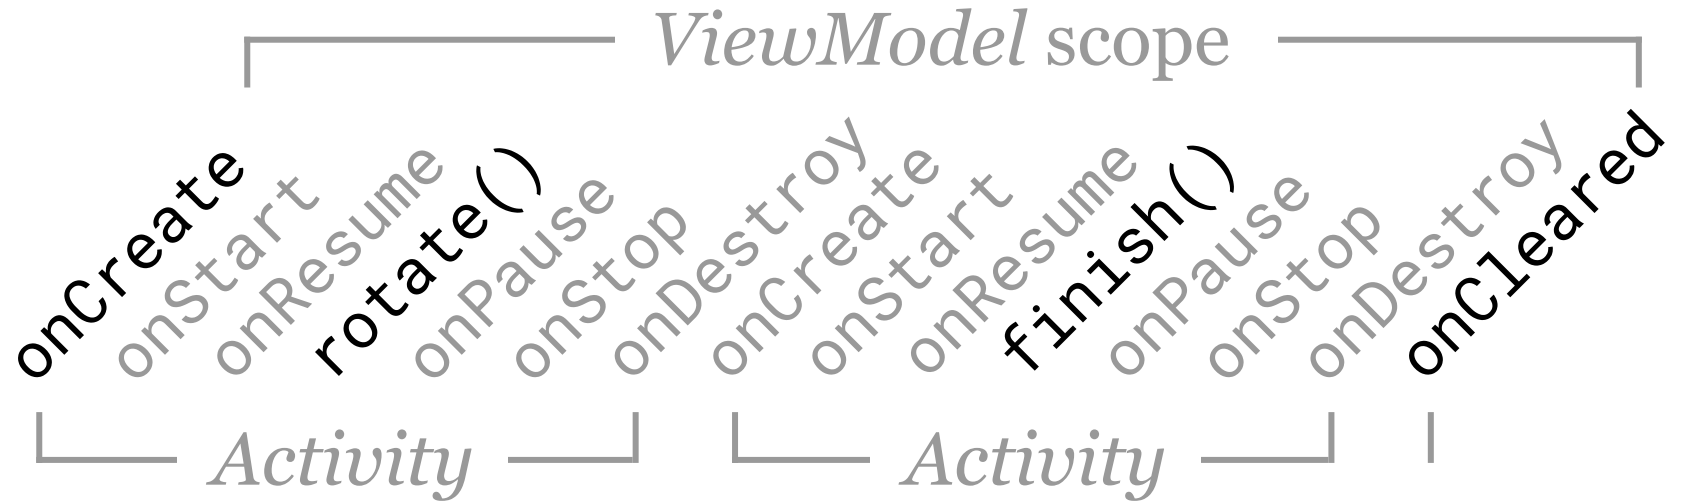 ViewModel scope
onCreate
onStart
onResume
rotate()
onPause
onStop
onDestroy
onCreate
onStart
onResume
finish()
onPause
onStop
onDestroy
onCleared
Activity
Activity